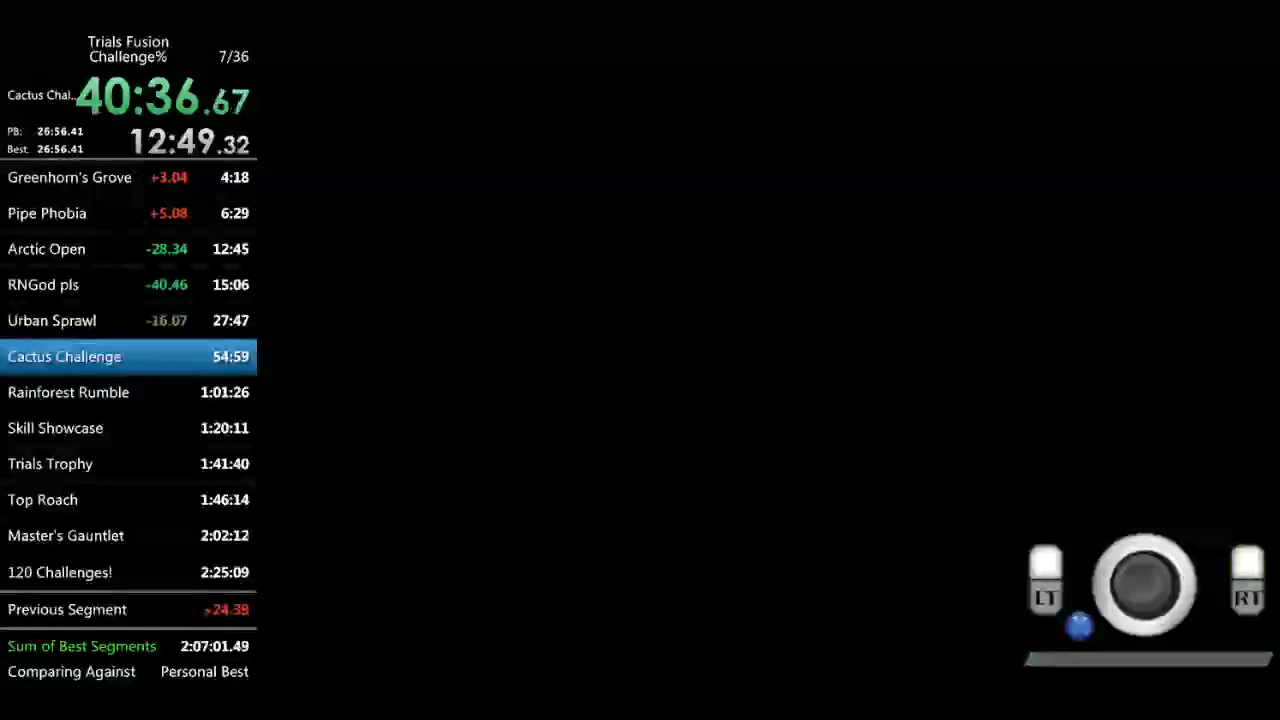 Trials Fusion
Challenge% 7/36
Cactus Chal... 40:36.67
PB: 26:56.41
Best: 26:56.41
12:49.32
Greenhorn's Grove +3.04 4:18
Pipe Phobia +5.08 6:29
Arctic Open -28.34 12:45
RNGod pls -40.46 15:06
Urban Sprawl -16.07 27:47
Cactus Challenge 54:59
Rainforest Rumble 1:01:26
Skill Showcase 1:20:11
Trials Trophy 1:41:40
Top Roach 1:46:14
Master's Gauntlet 2:02:12
120 Challenges! 2:25:09
Previous Segment +24.39
Sum of Best Segments 2:07:01.49
Comparing Against Personal Best
LT RT